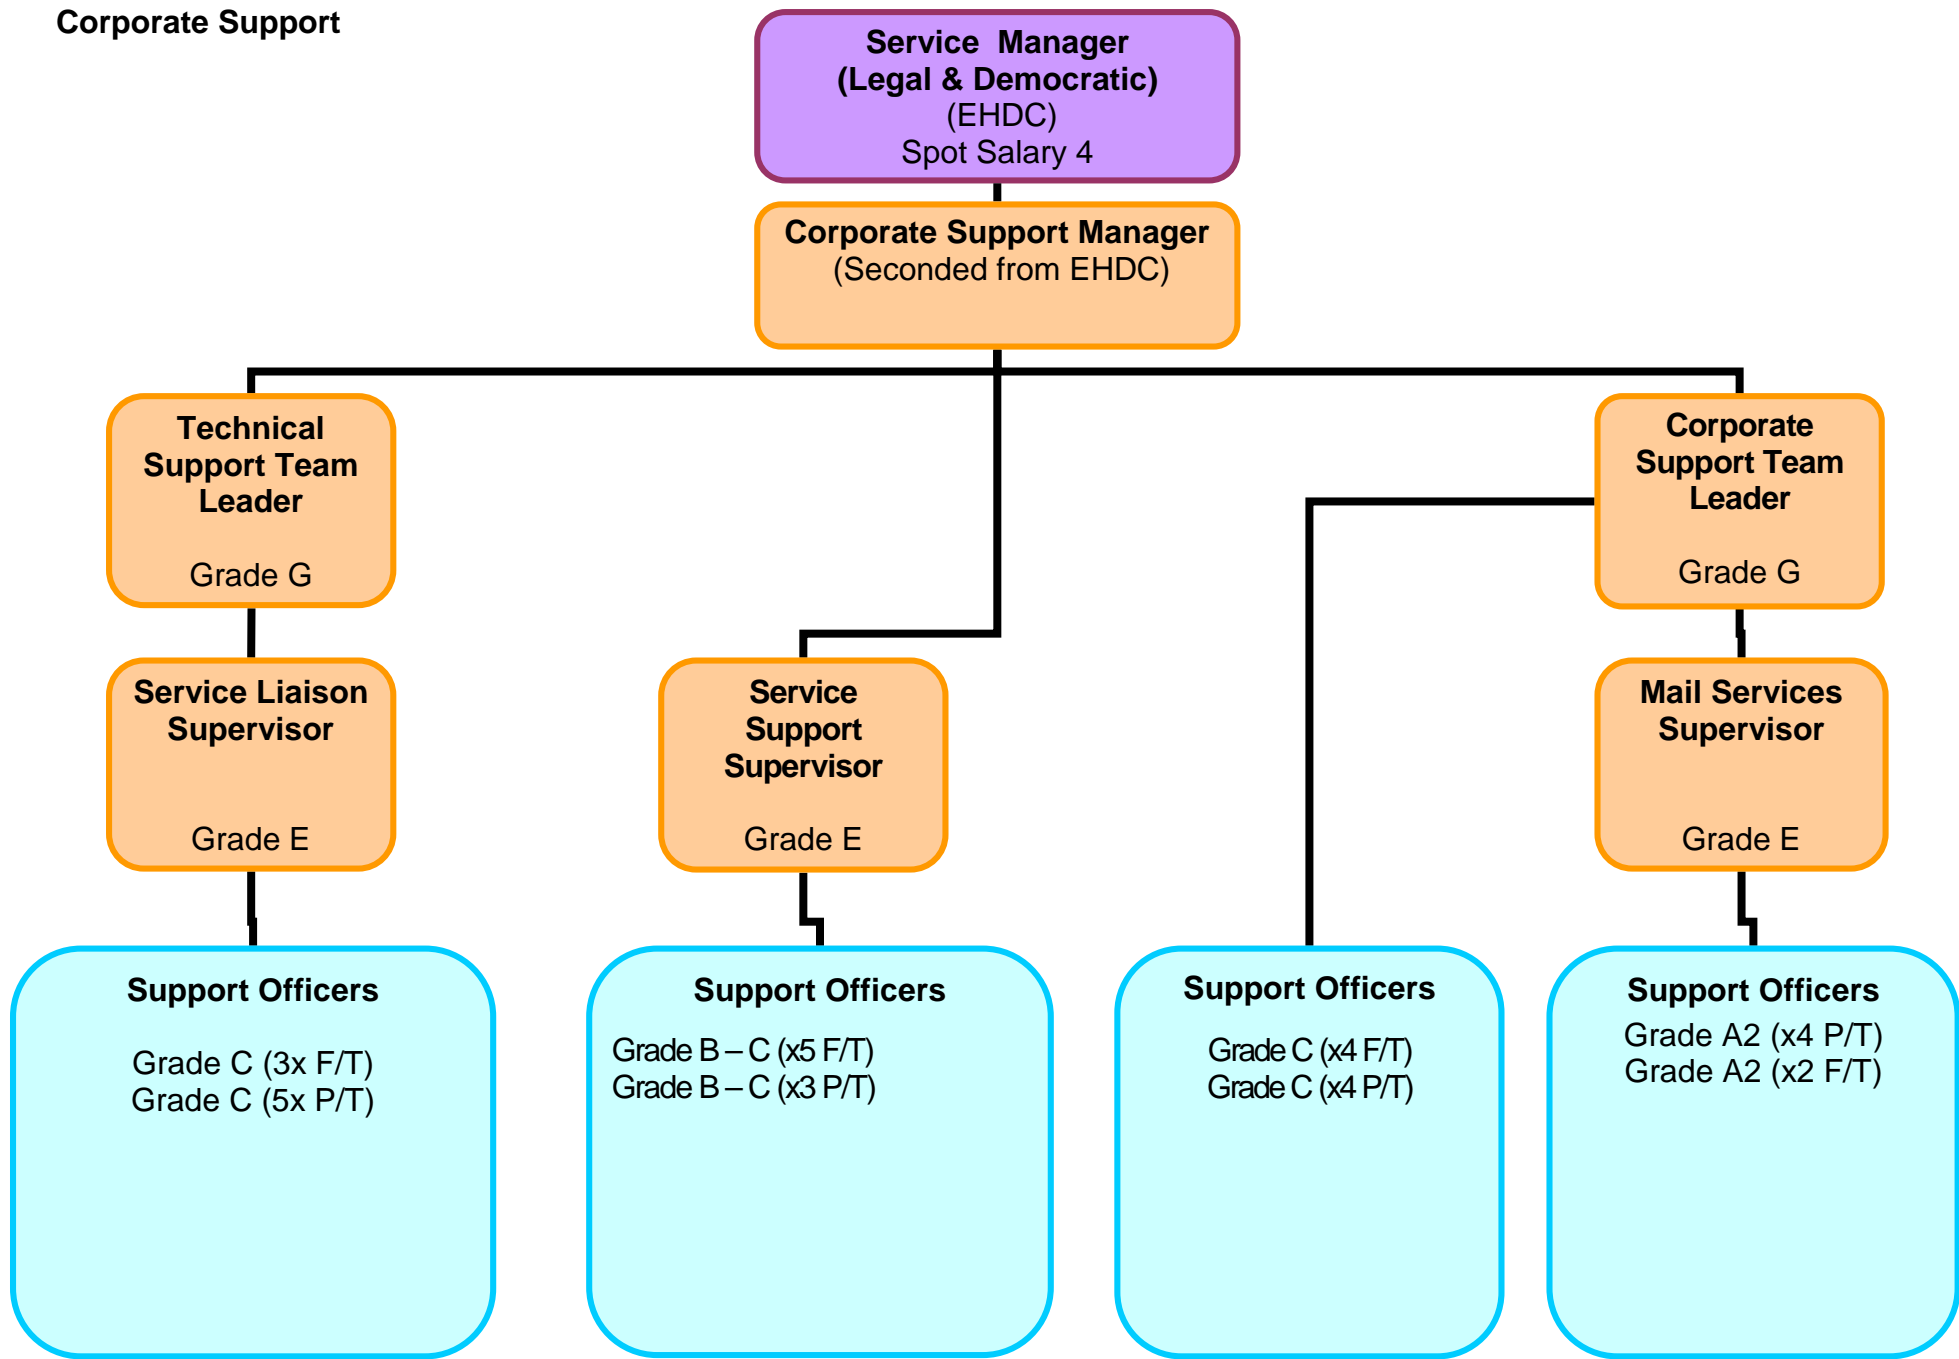 Corporate Support
Service  Manager
(Legal & Democratic)
(EHDC)
Spot Salary 4
Corporate Support Manager
(Seconded from EHDC)
Technical
Support Team
Leader
Grade G
Corporate
Support Team
Leader
Grade G
Service Liaison
Supervisor
Grade E
Service
Support
Supervisor
Grade E
Mail Services
Supervisor
Grade E
Support Officers
Grade C (3x F/T)
Grade C (5x P/T)
Support Officers
Grade B – C (x5 F/T)
Grade B – C (x3 P/T)
Support Officers
Grade C (x4 F/T)
Grade C (x4 P/T)
Support Officers
Grade A2 (x4 P/T)
Grade A2 (x2 F/T)